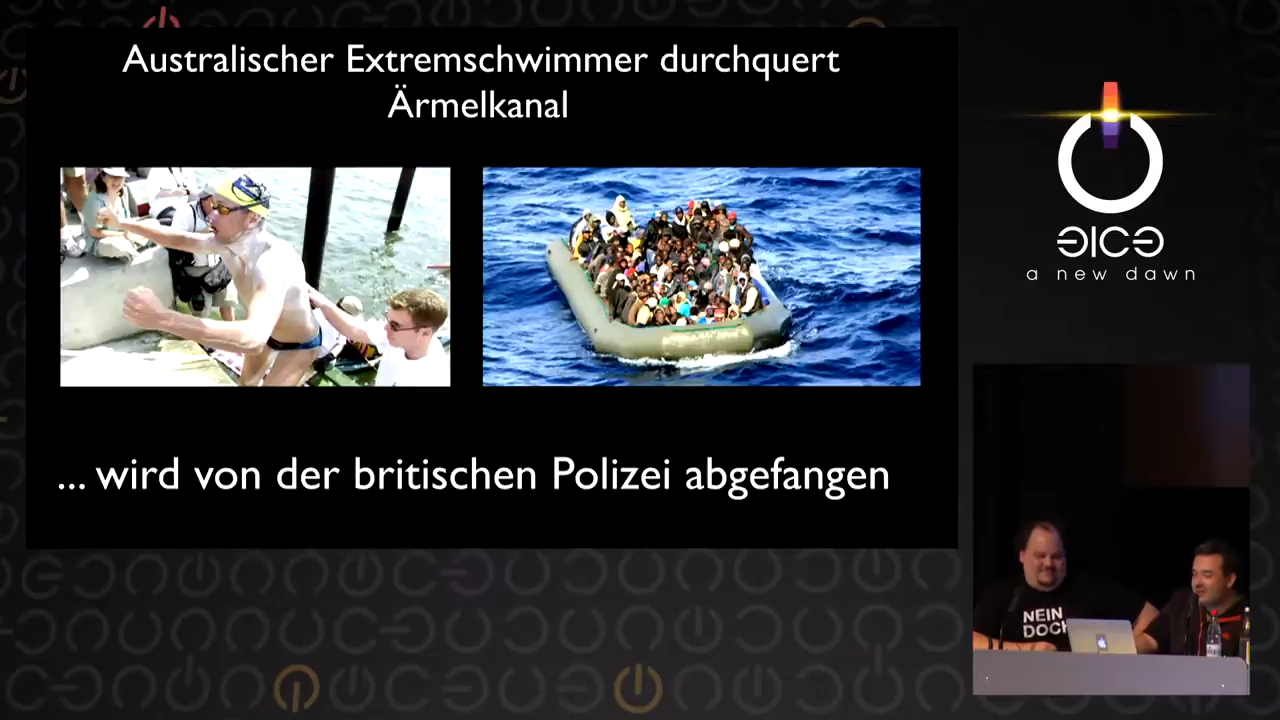 Australischer Extremschwimmer durchquert
Ärmelkanal
... wird von der britischen Polizei abgefangen
a new dawn
NEIN
DOCH